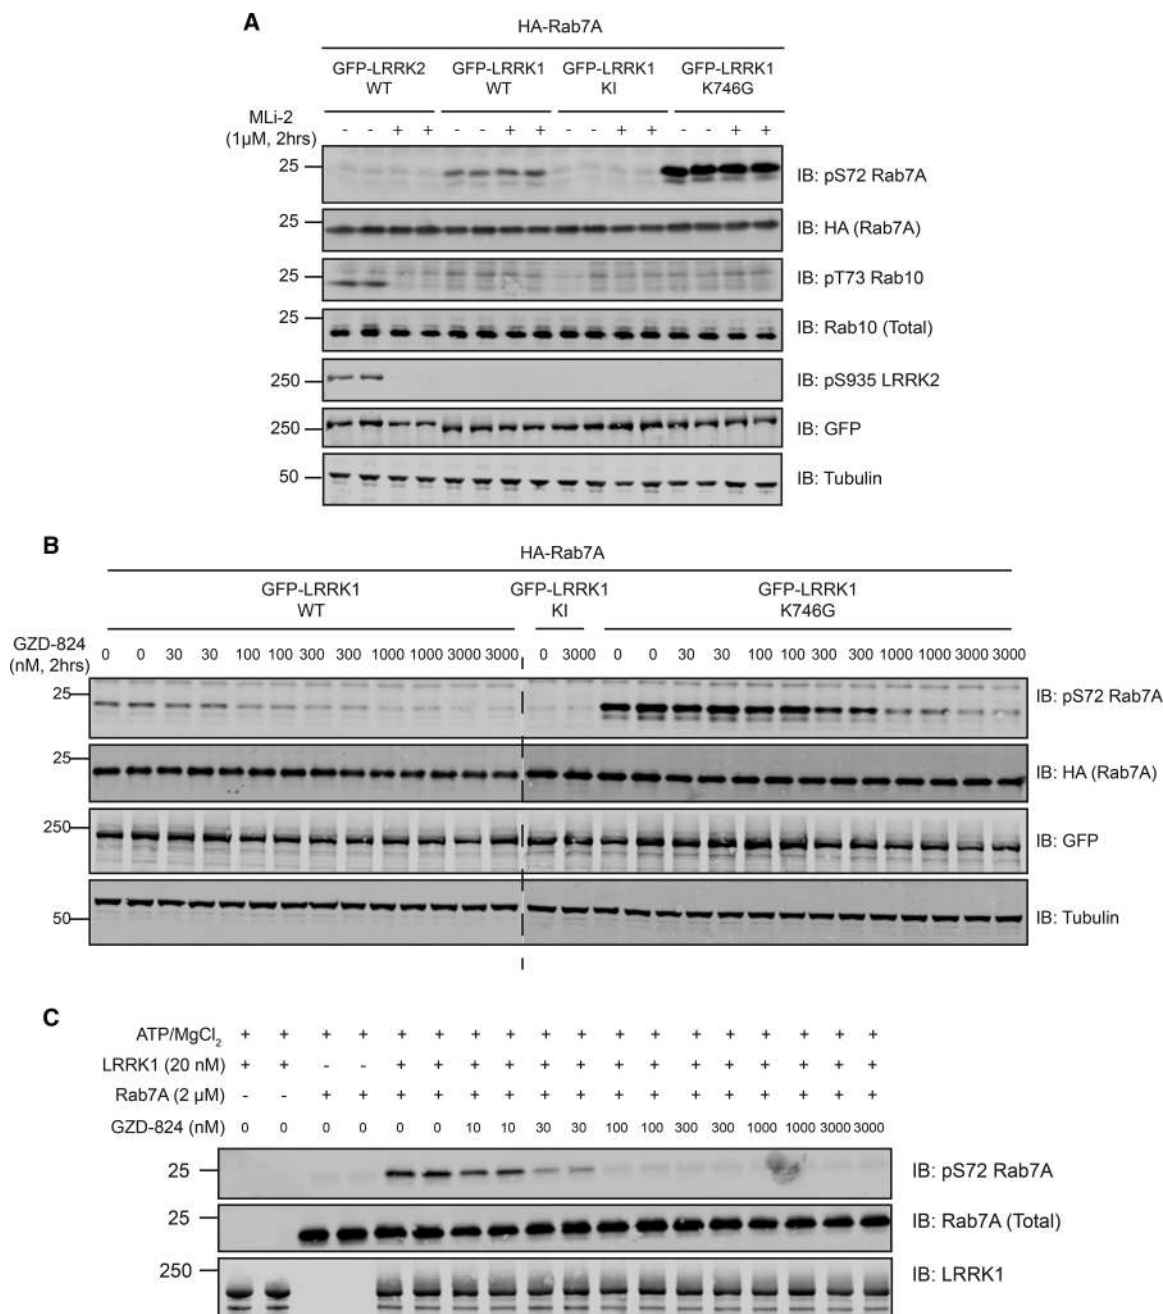 A
HA-Rab7A
GFP-LRRK2 GFP-LRRK1 GFP-LRRK1 GFP-LRRK1
WT WT KI K746G
MLi-2
(1µM, 2hrs)
- - + + - - + + - - + + - - + +
25 IB: pS72 Rab7A
25 IB: HA (Rab7A)
25 IB: pT73 Rab10
25 IB: Rab10 (Total)
250 IB: pS935 LRRK2
250 IB: GFP
50 IB: Tubulin
B
HA-Rab7A
GFP-LRRK1 GFP-LRRK1 GFP-LRRK1
WT KI K746G
GZD-824
(nM, 2hrs)
0 0 30 30 100 100 300 300 1000 1000 3000 3000 0 3000 0 0 30 30 100 100 300 300 1000 1000 3000 3000
25 IB: pS72 Rab7A
25 IB: HA (Rab7A)
250 IB: GFP
50 IB: Tubulin
C
ATP/MgCl₂ + + + + + + + + + + + + + + + + + +
LRRK1 (20 nM) + + - - + + + + + + + + + + + + + +
Rab7A (2 µM) - - + + + + + + + + + + + + + + + +
GZD-824 (nM) 0 0 0 0 0 0 10 10 30 30 100 100 300 300 1000 1000 3000 3000
25 IB: pS72 Rab7A
25 IB: Rab7A (Total)
250 IB: LRRK1